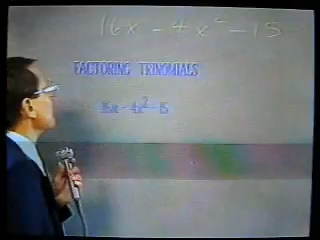 16x - 4x² - 15
FACTORING TRINOMIALS
16x - 4x² - 15